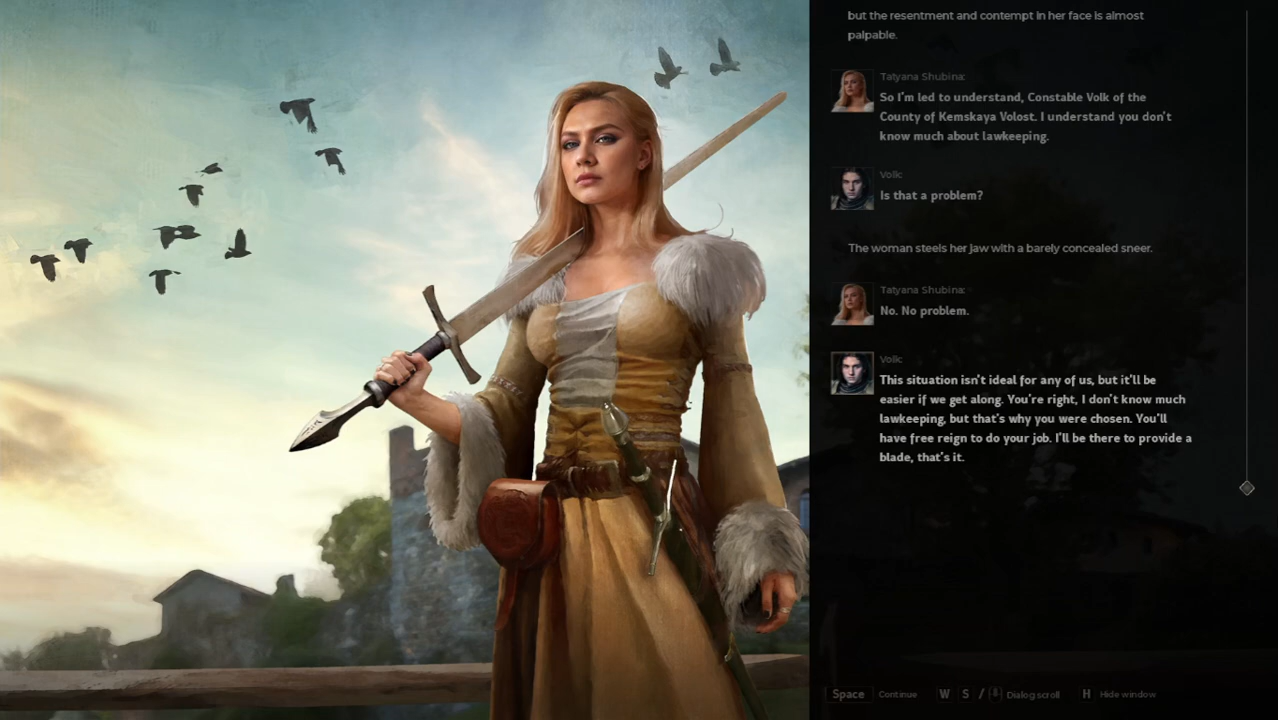 but the resentment and contempt in her face is almost
palpable.
Tatyana Shubina:
So I'm led to understand, Constable Volk of the
County of Kemskaya Volost. I understand you don't
know much about lawkeeping.
Volk:
Is that a problem?
The woman steels her jaw with a barely concealed sneer.
Tatyana Shubina:
No. No problem.
Volk:
This situation isn't ideal for any of us, but it'll be
easier if we get along. You're right, I don't know much
lawkeeping, but that's why you were chosen. You'll
have free reign to do your job. I'll be there to provide a
blade, that's it.
Space Continue W S / Dialog scroll H Hide window